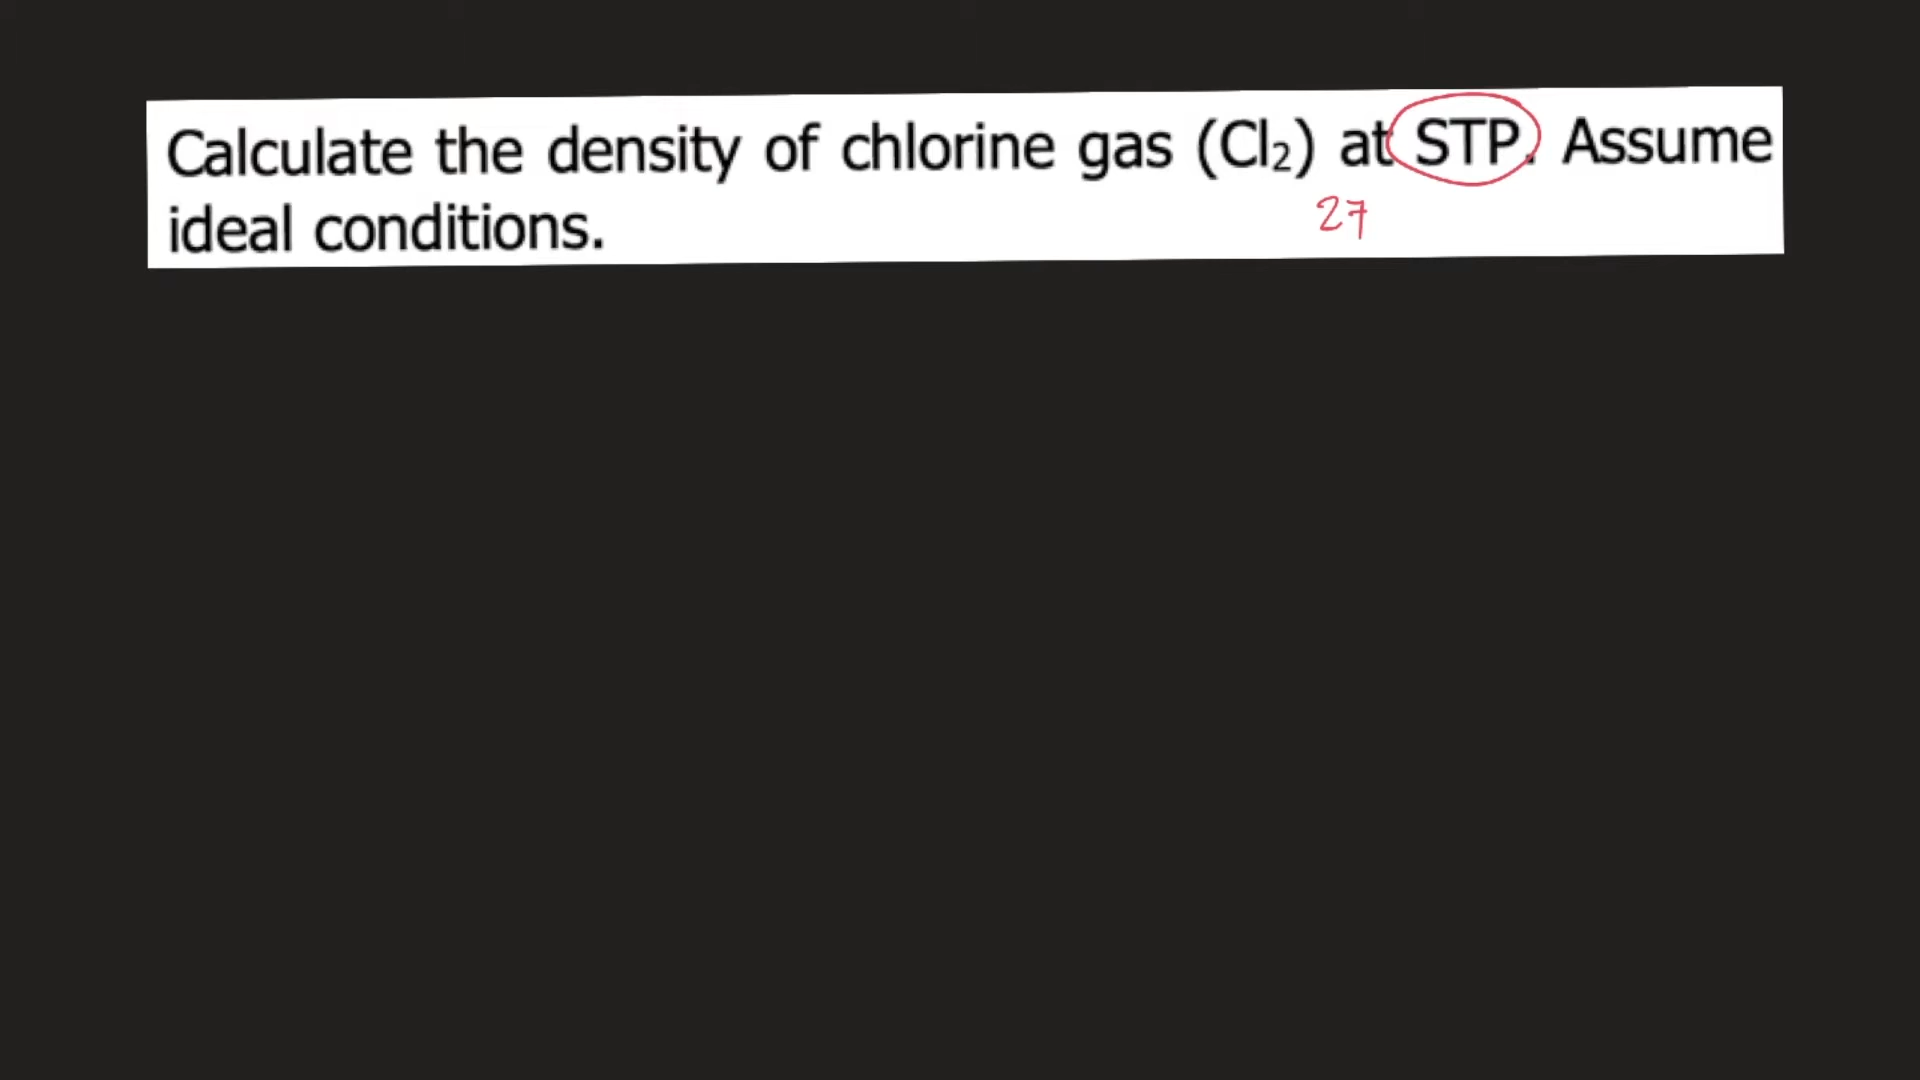 Calculate the density of chlorine gas (Cl₂) at STP. Assume
ideal conditions.
27